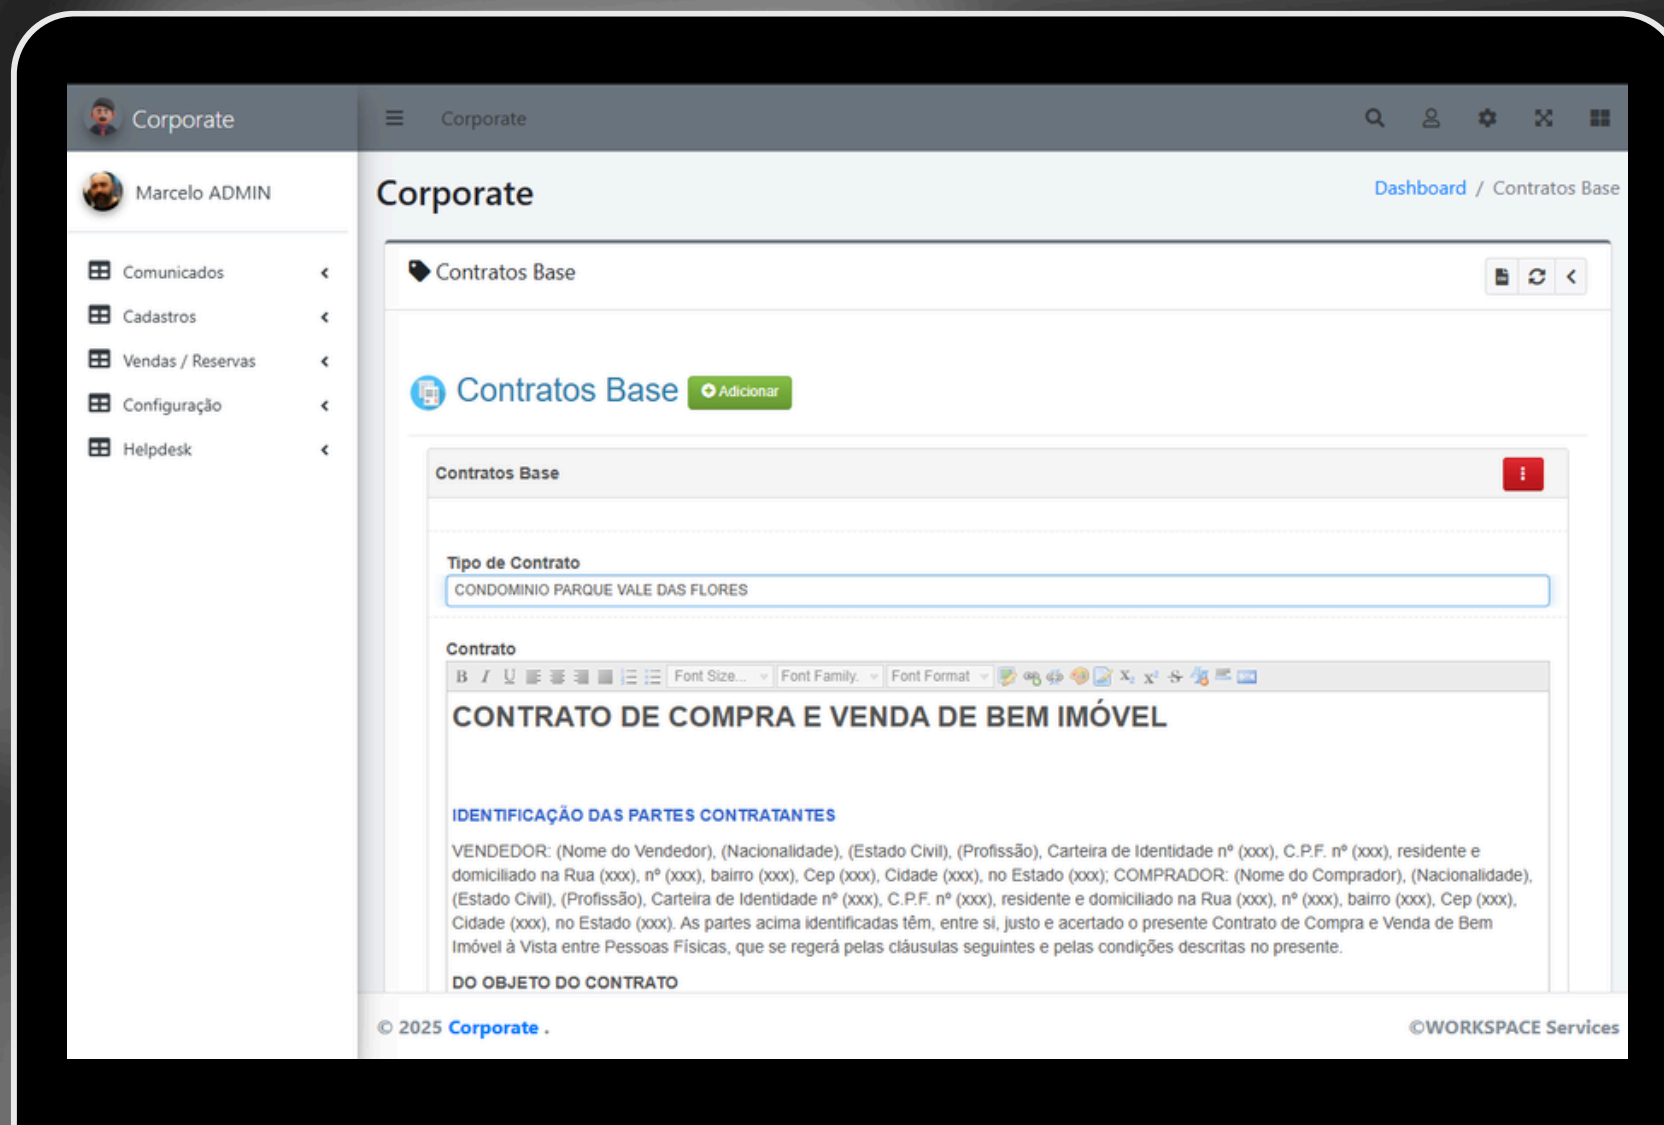 Corporate
Corporate
Marcelo ADMIN
Corporate
Dashboard / Contratos Base
Comunicados
Cadastros
Vendas / Reservas
Configuração
Helpdesk
Contratos Base
Contratos Base Adicionar
Contratos Base
Tipo de Contrato
CONDOMINIO PARQUE VALE DAS FLORES
Contrato
B I U Font Size... Font Family. Font Format X₂ X² S
CONTRATO DE COMPRA E VENDA DE BEM IMÓVEL
IDENTIFICAÇÃO DAS PARTES CONTRATANTES
VENDEDOR: (Nome do Vendedor), (Nacionalidade), (Estado Civil), (Profissão), Carteira de Identidade nº (xxx), C.P.F. nº (xxx), residente e
domiciliado na Rua (xxx), nº (xxx), bairro (xxx), Cep (xxx), Cidade (xxx), no Estado (xxx); COMPRADOR: (Nome do Comprador), (Nacionalidade),
(Estado Civil), (Profissão), Carteira de Identidade nº (xxx), C.P.F. nº (xxx), residente e domiciliado na Rua (xxx), nº (xxx), bairro (xxx), Cep (xxx),
Cidade (xxx), no Estado (xxx). As partes acima identificadas têm, entre si, justo e acertado o presente Contrato de Compra e Venda de Bem
Imóvel à Vista entre Pessoas Físicas, que se regerá pelas cláusulas seguintes e pelas condições descritas no presente.
DO OBJETO DO CONTRATO
© 2025 Corporate .
©WORKSPACE Services